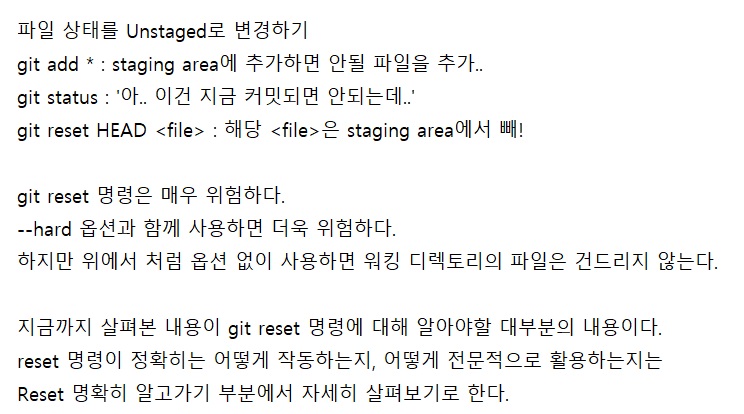 파일 상태를 Unstaged로 변경하기
git add * : staging area에 추가하면 안될 파일을 추가..
git status : '아.. 이건 지금 커밋되면 안되는데..'
git reset HEAD <file> : 해당 <file>은 staging area에서 빼!
git reset 명령은 매우 위험하다.
--hard 옵션과 함께 사용하면 더욱 위험하다.
하지만 위에서 처럼 옵션 없이 사용하면 워킹 디렉토리의 파일은 건드리지 않는다.
지금까지 살펴본 내용이 git reset 명령에 대해 알아야할 대부분의 내용이다.
reset 명령이 정확히는 어떻게 작동하는지, 어떻게 전문적으로 활용하는지는
Reset 명확히 알고가기 부분에서 자세히 살펴보기로 한다.